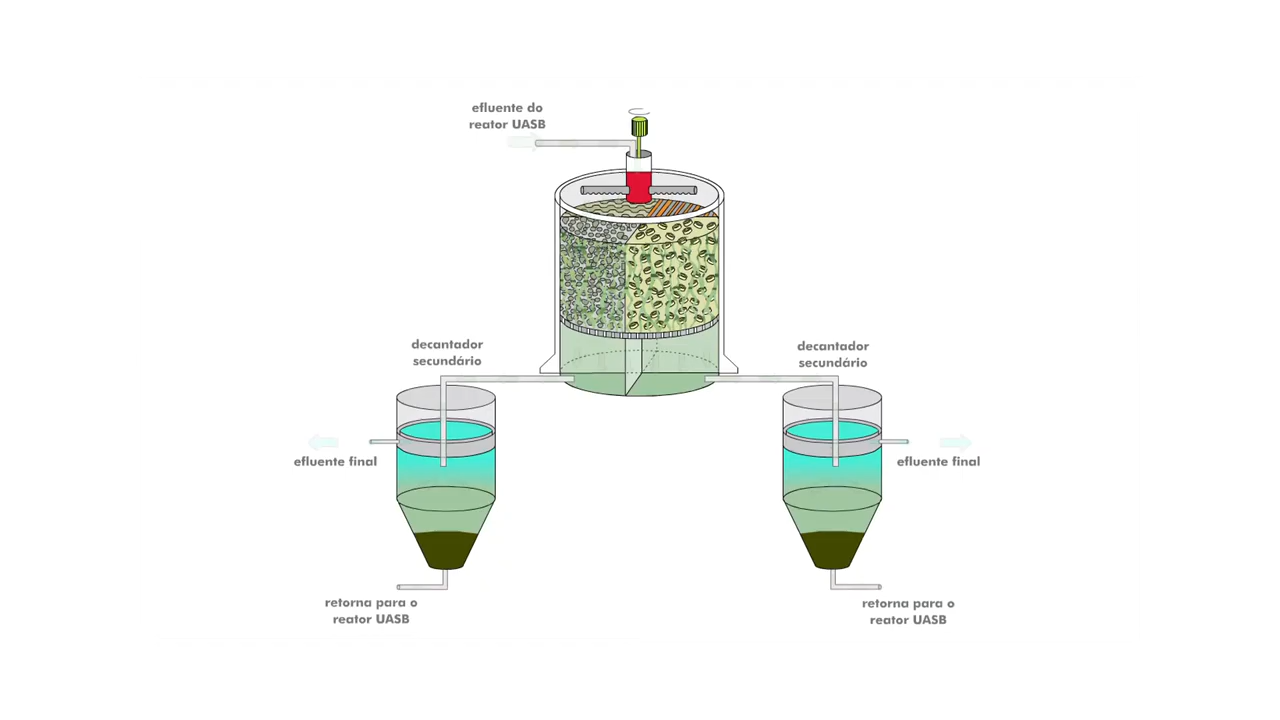 efluente do
reator UASB
decantador
secundário
decantador
secundário
efluente final
efluente final
retorna para o
reator UASB
retorna para o
reator UASB